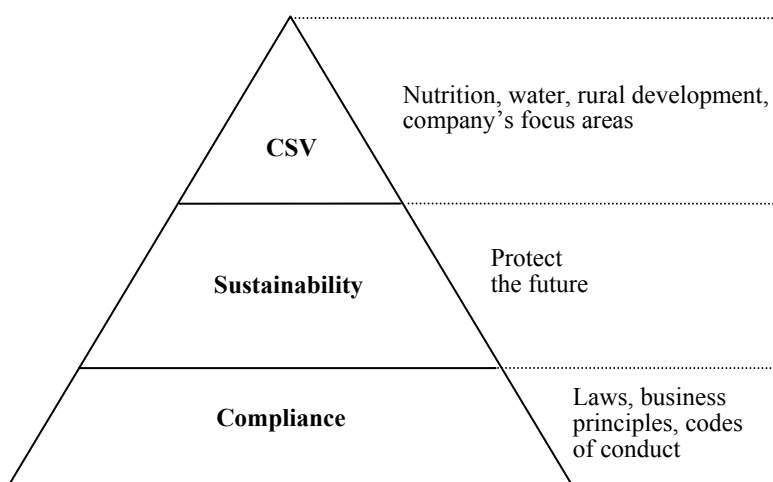 Nutrition, water, rural development,
company’s focus areas
CSV
Protect
the future
Sustainability
Laws, business
principles, codes
of conduct
Compliance